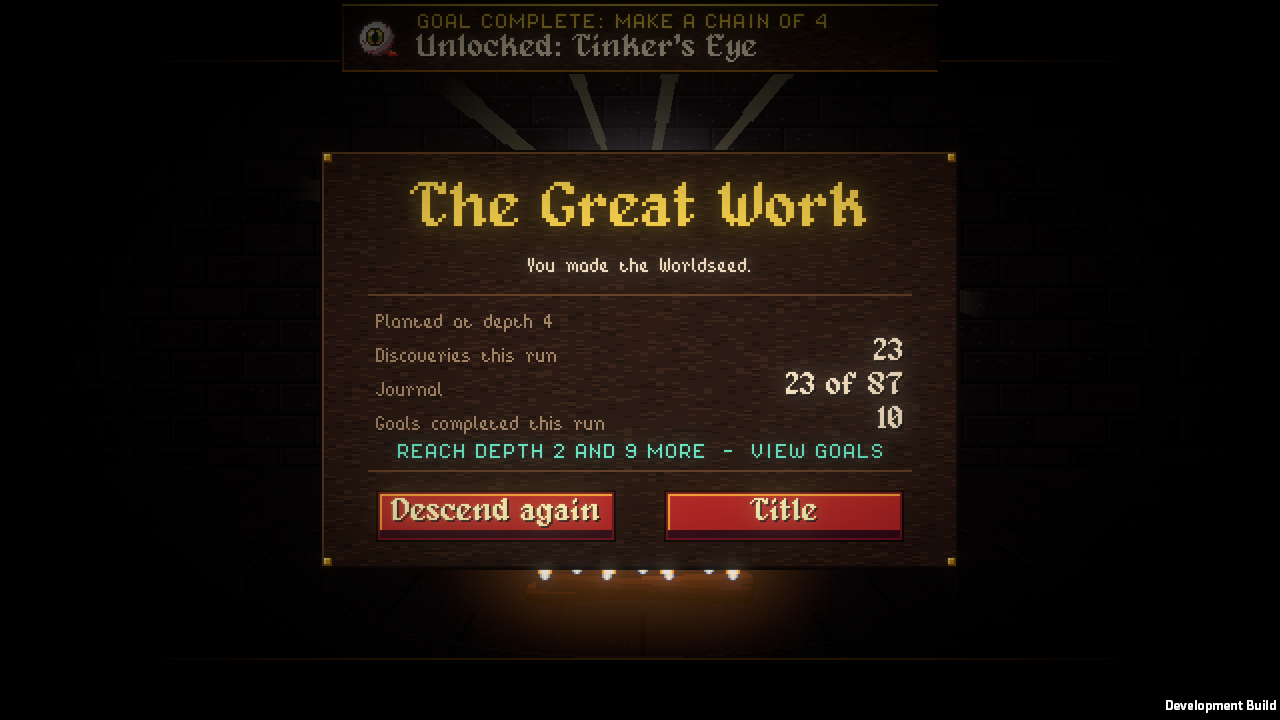 GOAL COMPLETE: MAKE A CHAIN OF 4
Unlocked: Tinker's Eye
The Great Work
You made the Worldseed.
Planted at depth 4
Discoveries this run 23
Journal 23 of 87
Goals completed this run 10
REACH DEPTH 2 AND 9 MORE - VIEW GOALS
Descend again Title
Development Build